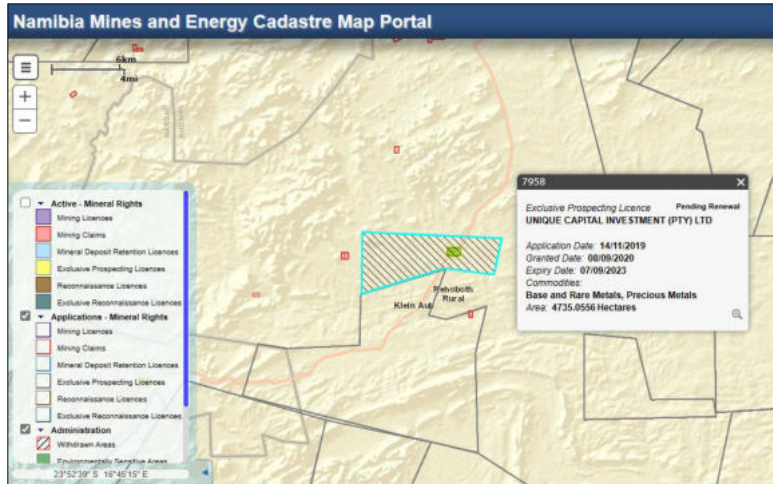 Namibia Mines and Energy Cadastre Map Portal
6km
4mi
+
−
7958
Exclusive Prospecting Licence
Pending Renewal
UNIQUE CAPITAL INVESTMENT (PTY) LTD
Application Date: 14/11/2019
Granted Date: 08/09/2020
Expiry Date: 07/09/2023
Commodities:
Base and Rare Metals, Precious Metals
Area: 4735.0556 Hectares
Rehoboth
Rural
Klein Aub
Active - Mineral Rights
Mining Licences
Mining Claims
Mineral Deposit Retention Licences
Exclusive Prospecting Licences
Reconnaissance Licences
Exclusive Reconnaissance Licences
Applications - Mineral Rights
Mining Licences
Mining Claims
Mineral Deposit Retention Licences
Exclusive Prospecting Licences
Reconnaissance Licences
Exclusive Reconnaissance Licences
Administration
Withdrawn Areas
Environmentally Sensitive Areas
23°52'39" S 16°45'15" E